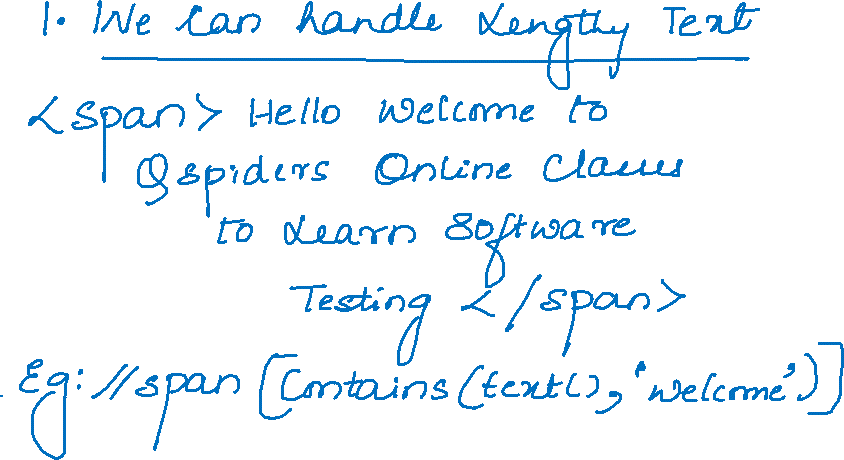 1. We can handle Lengthy Text
<span> Hello Welcome to
Qspiders Online Classes
to Learn Software
Testing </span>
Eg: //span[Contains(text(), 'welcome')]